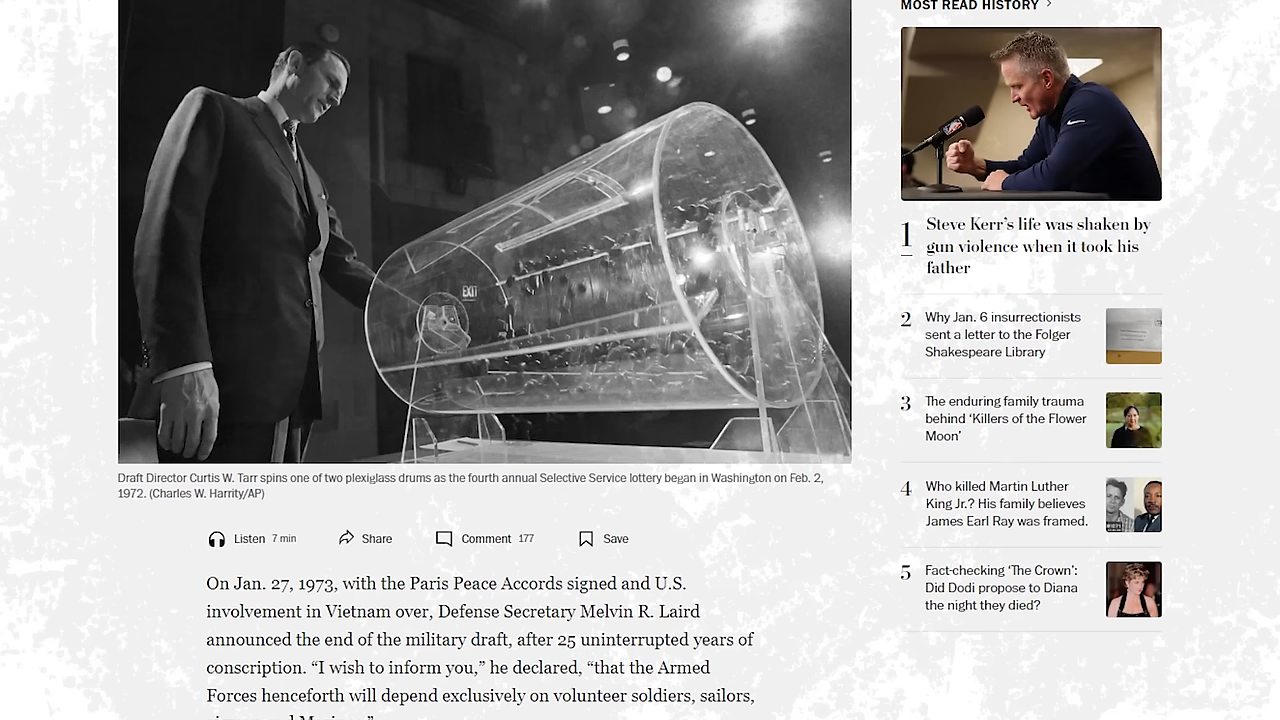 MOST READ HISTORY
EXIT
Draft Director Curtis W. Tarr spins one of two plexiglass drums as the fourth annual Selective Service lottery began in Washington on Feb. 2,
1972. (Charles W. Harrity/AP)
Listen 7 min Share Comment 177 Save
On Jan. 27, 1973, with the Paris Peace Accords signed and U.S.
involvement in Vietnam over, Defense Secretary Melvin R. Laird
announced the end of the military draft, after 25 uninterrupted years of
conscription. “I wish to inform you,” he declared, “that the Armed
Forces henceforth will depend exclusively on volunteer soldiers, sailors,
1 Steve Kerr’s life was shaken by
gun violence when it took his
father
2 Why Jan. 6 insurrectionists
sent a letter to the Folger
Shakespeare Library
3 The enduring family trauma
behind ‘Killers of the Flower
Moon’
4 Who killed Martin Luther
King Jr.? His family believes
James Earl Ray was framed.
5 Fact-checking ‘The Crown’:
Did Dodi propose to Diana
the night they died?